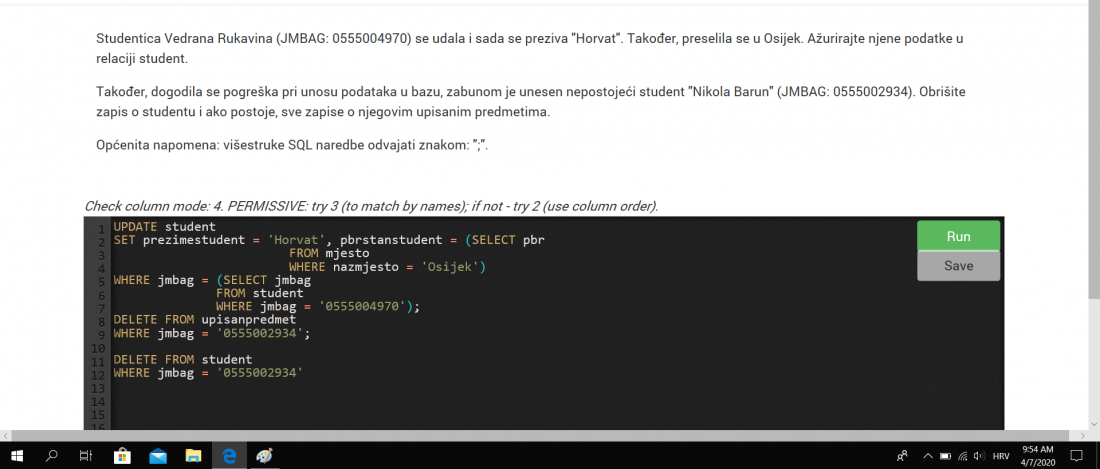 Studentica Vedrana Rukavina (JMBAG: 0555004970) se udala i sada se preziva "Horvat". Također, preselila se u Osijek. Ažurirajte njene podatke u
relaciji student.
Također, dogodila se pogreška pri unosu podataka u bazu, zabunom je unesen nepostojeći student "Nikola Barun" (JMBAG: 0555002934). Obrišite
zapis o studentu i ako postoje, sve zapise o njegovim upisanim predmetima.
Općenita napomena: višestruke SQL naredbe odvajati znakom: ";".
Check column mode: 4. PERMISSIVE: try 3 (to match by names); if not - try 2 (use column order).
1 UPDATE student
2 SET prezimestudent = 'Horvat', pbrstanstudent = (SELECT pbr
3 FROM mjesto
4 WHERE nazmjesto = 'Osijek')
5 WHERE jmbag = (SELECT jmbag
6 FROM student
7 WHERE jmbag = '0555004970');
8 DELETE FROM upisanpredmet
9 WHERE jmbag = '0555002934';
10
11 DELETE FROM student
12 WHERE jmbag = '0555002934'
13
14
15
16
Run
Save
HRV
9:54 AM
4/7/2020